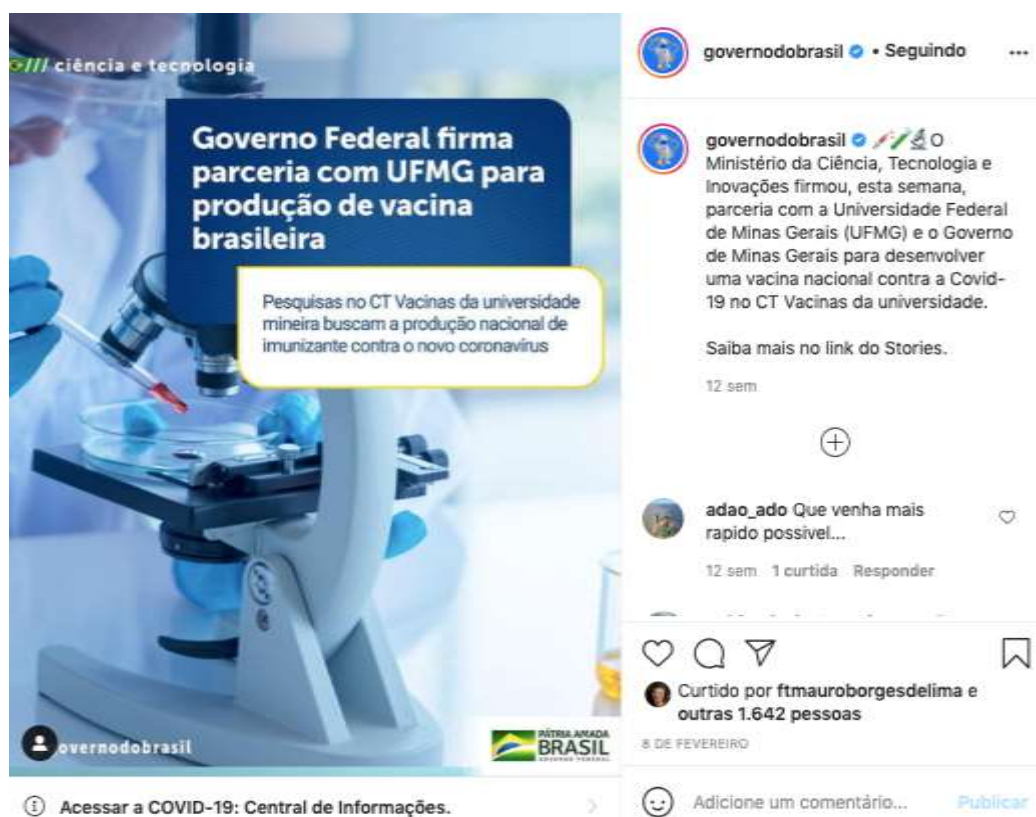 /// ciência e tecnologia
Governo Federal firma
parceria com UFMG para
produção de vacina
brasileira
Pesquisas no CT Vacinas da universidade
mineira buscam a produção nacional de
imunizante contra o novo coronavírus
overnodobrasil
PÁTRIA AMADA
BRASIL
GOVERNO FEDERAL
Acessar a COVID-19: Central de Informações.
governodobrasil • Seguindo
governodobrasil O
Ministério da Ciência, Tecnologia e
Inovações firmou, esta semana,
parceria com a Universidade Federal
de Minas Gerais (UFMG) e o Governo
de Minas Gerais para desenvolver
uma vacina nacional contra a Covid-
19 no CT Vacinas da universidade.
Saiba mais no link do Stories.
12 sem
adao_ado Que venha mais
rapido possivel...
12 sem 1 curtida Responder
Curtido por ftmauroborgesdelima e
outras 1.642 pessoas
8 DE FEVEREIRO
Adicione um comentário... Publicar